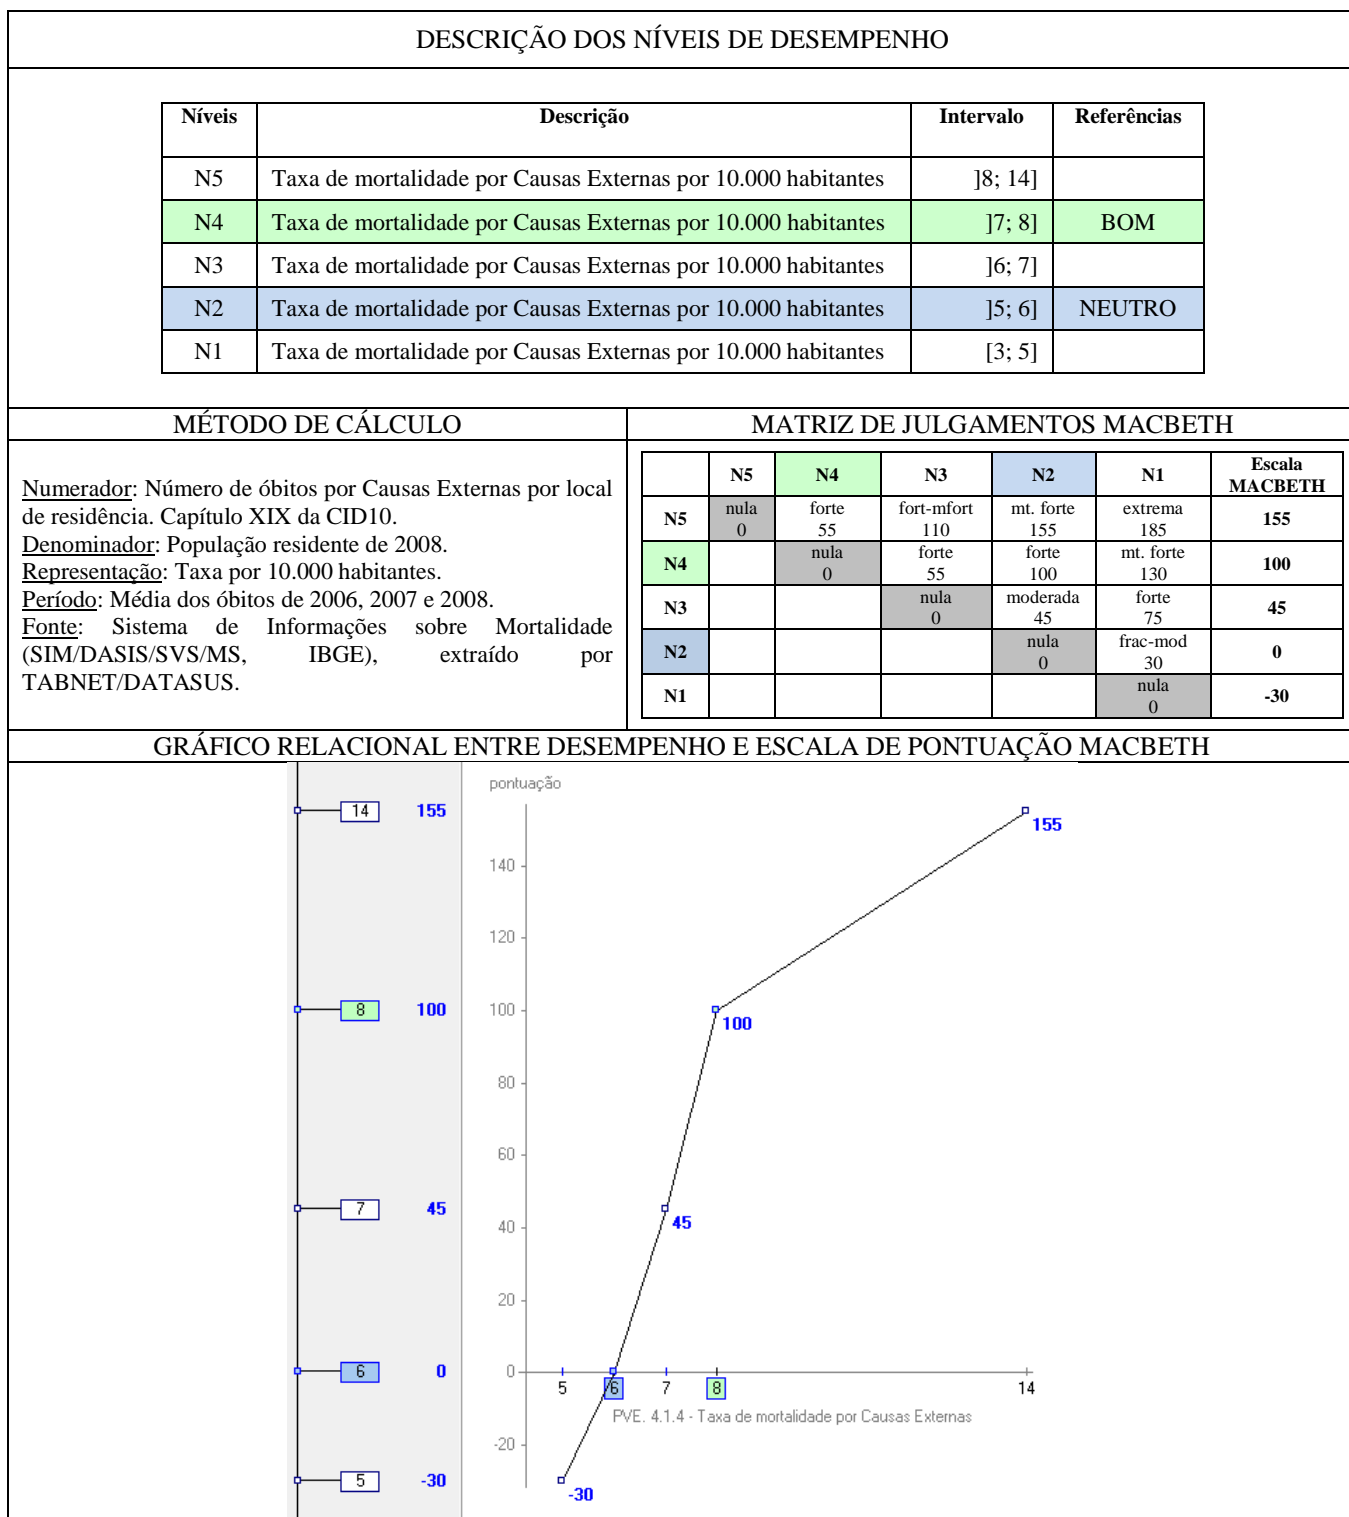 DESCRIÇÃO DOS NÍVEIS DE DESEMPENHO
Níveis Descrição Intervalo Referências
N5 Taxa de mortalidade por Causas Externas por 10.000 habitantes ]8; 14]
N4 Taxa de mortalidade por Causas Externas por 10.000 habitantes ]7; 8] BOM
N3 Taxa de mortalidade por Causas Externas por 10.000 habitantes ]6; 7]
N2 Taxa de mortalidade por Causas Externas por 10.000 habitantes ]5; 6] NEUTRO
N1 Taxa de mortalidade por Causas Externas por 10.000 habitantes [3; 5]
MÉTODO DE CÁLCULO
Numerador: Número de óbitos por Causas Externas por local
de residência. Capítulo XIX da CID10.
Denominador: População residente de 2008.
Representação: Taxa por 10.000 habitantes.
Período: Média dos óbitos de 2006, 2007 e 2008.
Fonte: Sistema de Informações sobre Mortalidade
(SIM/DASIS/SVS/MS, IBGE), extraído por
TABNET/DATASUS.
MATRIZ DE JULGAMENTOS MACBETH
N5 N4 N3 N2 N1 Escala
MACBETH
N5 nula forte fort-mfort mt. forte extrema 155
0 55 110 155 185
N4 nula forte forte mt. forte 100
0 55 100 130
N3 nula moderada forte 45
0 45 75
N2 nula frac-mod 0
0 30
N1 nula -30
0
GRÁFICO RELACIONAL ENTRE DESEMPENHO E ESCALA DE PONTUAÇÃO MACBETH
14 155
8 100
7 45
6 0
5 -30
pontuação
140
120
100
80
60
40
20
0
-20
155
100
45
-30
5 6 7 8 14
PVE. 4.1.4 - Taxa de mortalidade por Causas Externas